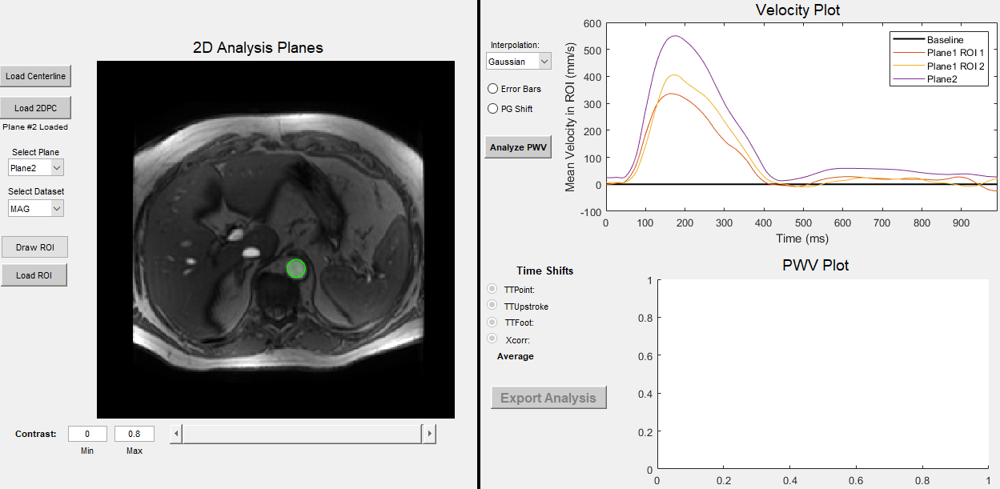 2D Analysis Planes
Load Centerline
Load 2DPC
Plane #2 Loaded
Select Plane
Plane2
Select Dataset
MAG
Draw ROI
Load ROI
Contrast:
0
0.8
Min
Max
Interpolation:
Gaussian
Error Bars
PG Shift
Analyze PWV
Velocity Plot
Mean Velocity in ROI (mm/s)
600
500
400
300
200
100
0
-100
Baseline
Plane1 ROI 1
Plane1 ROI 2
Plane2
0 100 200 300 400 500 600 700 800 900
Time (ms)
Time Shifts
TTPoint:
TTUpstroke
TTFoot:
Xcorr:
Average
Export Analysis
PWV Plot
1
0.8
0.6
0.4
0.2
0
0 0.2 0.4 0.6 0.8 1